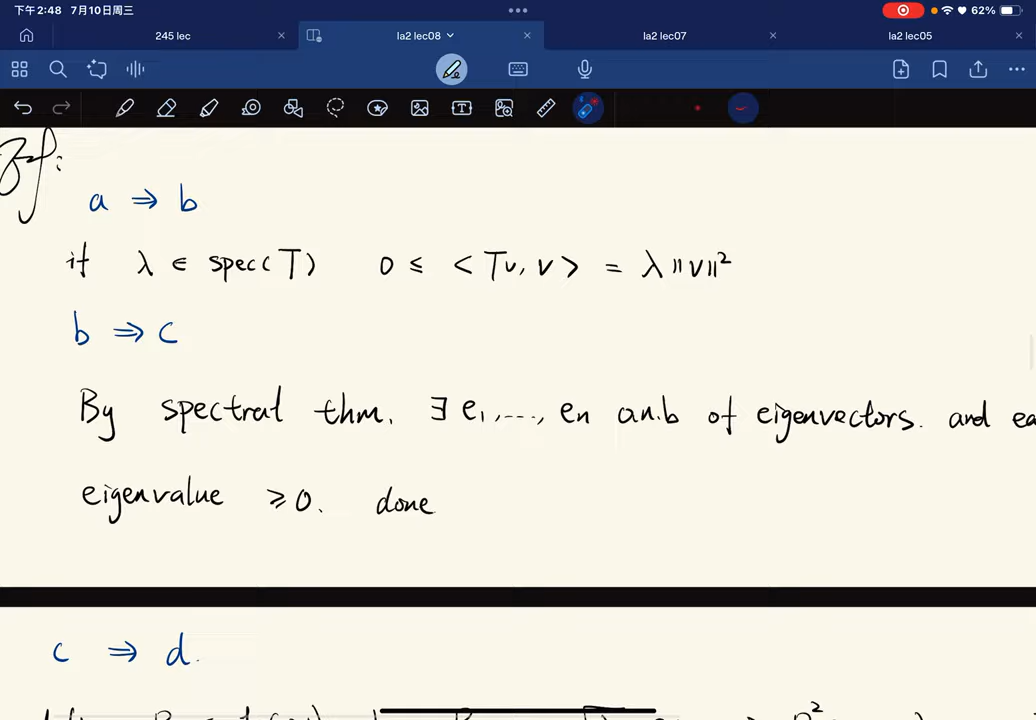 下午2:48 7月10日周三
62%
245 lec
la2 lec08
la2 lec07
la2 lec05
Pf:
a ⇒ b
if λ ∈ spec(T) 0 ≤ <Tv, v> = λ||v||²
b ⇒ c
By spectral thm. ∃ e₁, ..., en an.b of eigenvectors. and ea
eigenvalue ≥ 0. done
c ⇒ d.